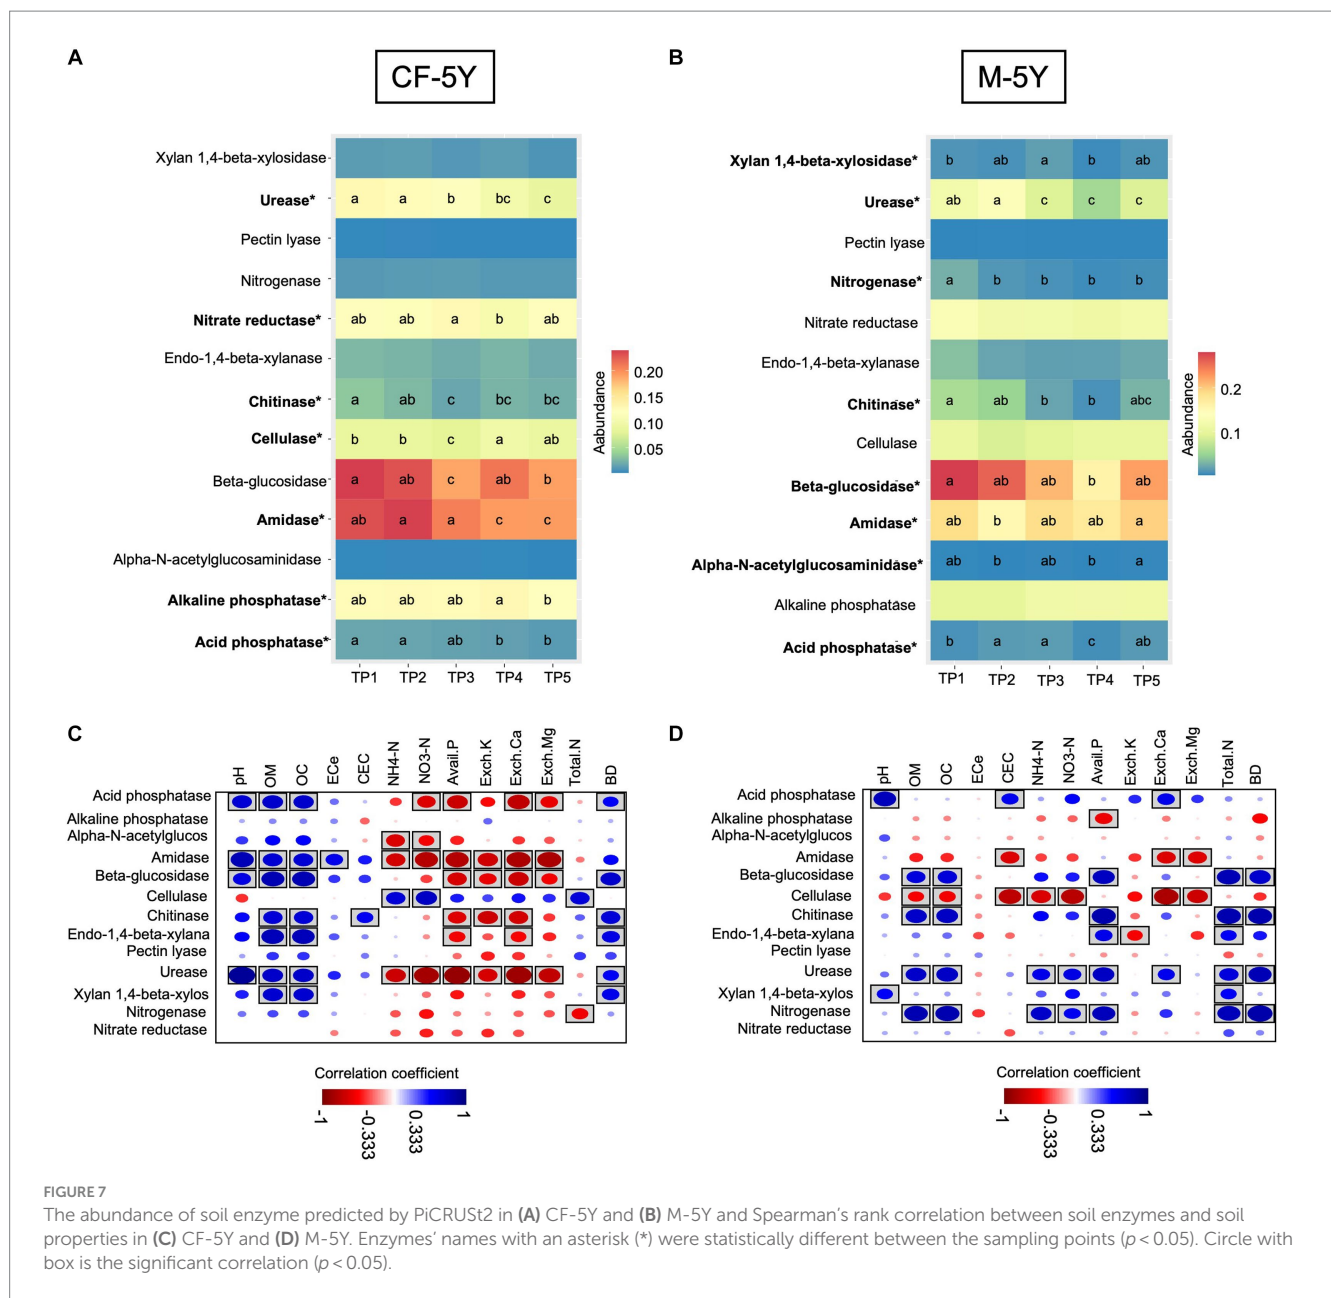 A
CF-5Y
Xylan 1,4-beta-xylosidase
Urease* a a b bc c
Pectin lyase
Nitrogenase
Nitrate reductase* ab ab a b ab
Endo-1,4-beta-xylanase
Chitinase* a ab c bc bc
Cellulase* b b c a ab
Beta-glucosidase a ab c ab b
Amidase* ab a a c c
Alpha-N-acetylglucosaminidase
Alkaline phosphatase* ab ab ab a b
Acid phosphatase* a a ab b b
TP1 TP2 TP3 TP4 TP5
Aabundance
0.20
0.15
0.10
0.05
B
M-5Y
Xylan 1,4-beta-xylosidase* b ab a b ab
Urease* ab a c c c
Pectin lyase
Nitrogenase* a b b b b
Nitrate reductase
Endo-1,4-beta-xylanase
Chitinase* a ab b b abc
Cellulase
Beta-glucosidase* a ab ab b ab
Amidase* ab b ab ab a
Alpha-N-acetylglucosaminidase* ab b ab b a
Alkaline phosphatase
Acid phosphatase* b a a c ab
TP1 TP2 TP3 TP4 TP5
Aabundance
0.2
0.1
C
pH OM OC ECe CEC NH4-N NO3-N Avail.P Exch.K Exch.Ca Exch.Mg Total.N BD
Acid phosphatase
Alkaline phosphatase
Alpha-N-acetylglucos
Amidase
Beta-glucosidase
Cellulase
Chitinase
Endo-1,4-beta-xylana
Pectin lyase
Urease
Xylan 1,4-beta-xylos
Nitrogenase
Nitrate reductase
Correlation coefficient
-1 -0.333 0.333 1
D
pH OM OC ECe CEC NH4-N NO3-N Avail.P Exch.K Exch.Ca Exch.Mg Total.N BD
Acid phosphatase
Alkaline phosphatase
Alpha-N-acetylglucos
Amidase
Beta-glucosidase
Cellulase
Chitinase
Endo-1,4-beta-xylana
Pectin lyase
Urease
Xylan 1,4-beta-xylos
Nitrogenase
Nitrate reductase
Correlation coefficient
-1 -0.333 0.333 1
FIGURE 7
The abundance of soil enzyme predicted by PiCRUSt2 in (A) CF-5Y and (B) M-5Y and Spearman's rank correlation between soil enzymes and soil
properties in (C) CF-5Y and (D) M-5Y. Enzymes' names with an asterisk (*) were statistically different between the sampling points (p < 0.05). Circle with
box is the significant correlation (p < 0.05).